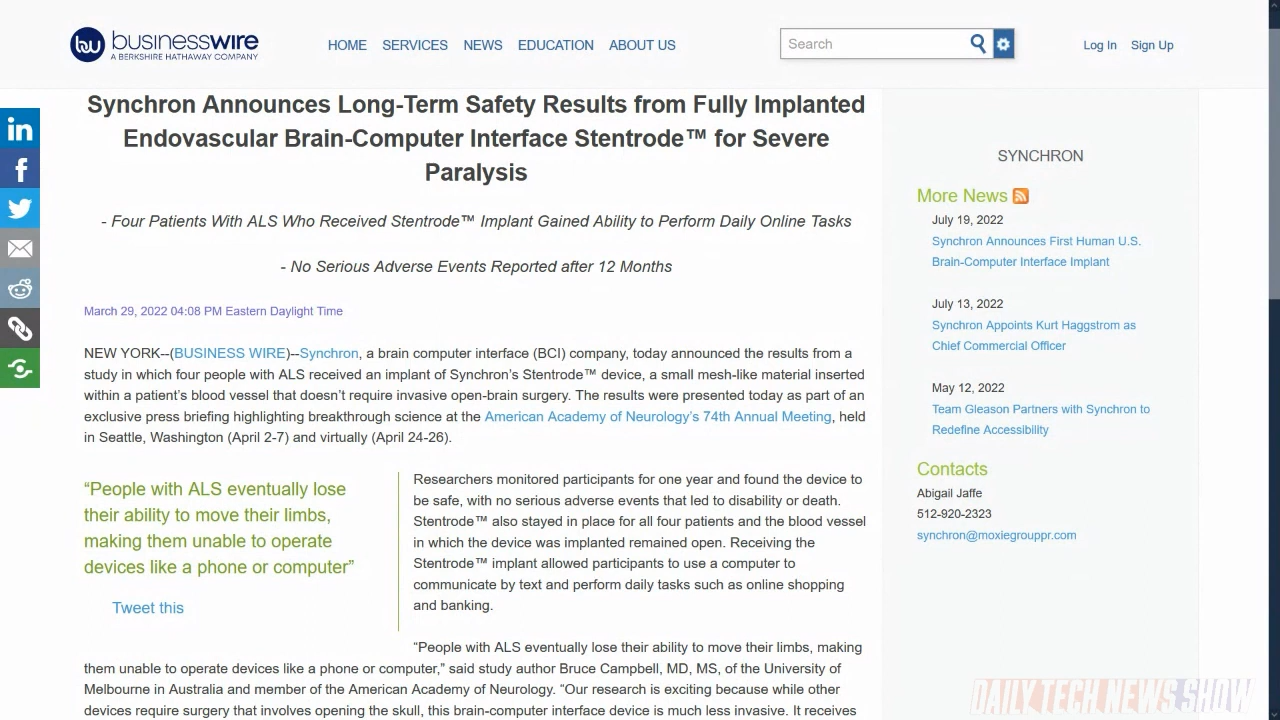 businesswire
A BERKSHIRE HATHAWAY COMPANY
HOME SERVICES NEWS EDUCATION ABOUT US
Search
Log In Sign Up
Synchron Announces Long-Term Safety Results from Fully Implanted
Endovascular Brain-Computer Interface Stentrode™ for Severe
Paralysis
- Four Patients With ALS Who Received Stentrode™ Implant Gained Ability to Perform Daily Online Tasks
- No Serious Adverse Events Reported after 12 Months
March 29, 2022 04:08 PM Eastern Daylight Time
NEW YORK--(BUSINESS WIRE)--Synchron, a brain computer interface (BCI) company, today announced the results from a
study in which four people with ALS received an implant of Synchron’s Stentrode™ device, a small mesh-like material inserted
within a patient’s blood vessel that doesn’t require invasive open-brain surgery. The results were presented today as part of an
exclusive press briefing highlighting breakthrough science at the American Academy of Neurology’s 74th Annual Meeting, held
in Seattle, Washington (April 2-7) and virtually (April 24-26).
“People with ALS eventually lose
their ability to move their limbs,
making them unable to operate
devices like a phone or computer”
Tweet this
Researchers monitored participants for one year and found the device to
be safe, with no serious adverse events that led to disability or death.
Stentrode™ also stayed in place for all four patients and the blood vessel
in which the device was implanted remained open. Receiving the
Stentrode™ implant allowed participants to use a computer to
communicate by text and perform daily tasks such as online shopping
and banking.
“People with ALS eventually lose their ability to move their limbs, making
them unable to operate devices like a phone or computer,” said study author Bruce Campbell, MD, MS, of the University of
Melbourne in Australia and member of the American Academy of Neurology. “Our research is exciting because while other
devices require surgery that involves opening the skull, this brain-computer interface device is much less invasive. It receives
SYNCHRON
More News
July 19, 2022
Synchron Announces First Human U.S.
Brain-Computer Interface Implant
July 13, 2022
Synchron Appoints Kurt Haggstrom as
Chief Commercial Officer
May 12, 2022
Team Gleason Partners with Synchron to
Redefine Accessibility
Contacts
Abigail Jaffe
512-920-2323
synchron@moxiegrouppr.com
DAILY TECH NEWS SHOW